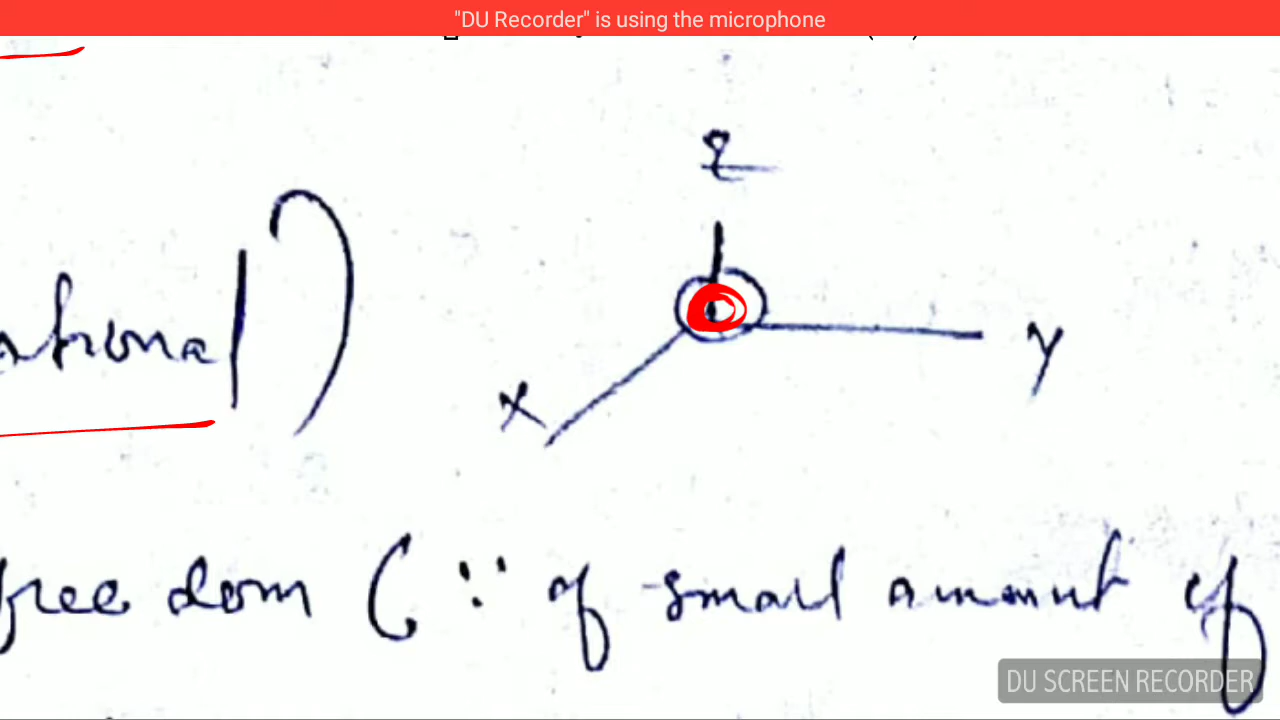 "DU Recorder" is using the microphone
z
ational)
x
y
freedom (∵ of small amount of
DU SCREEN RECORDER